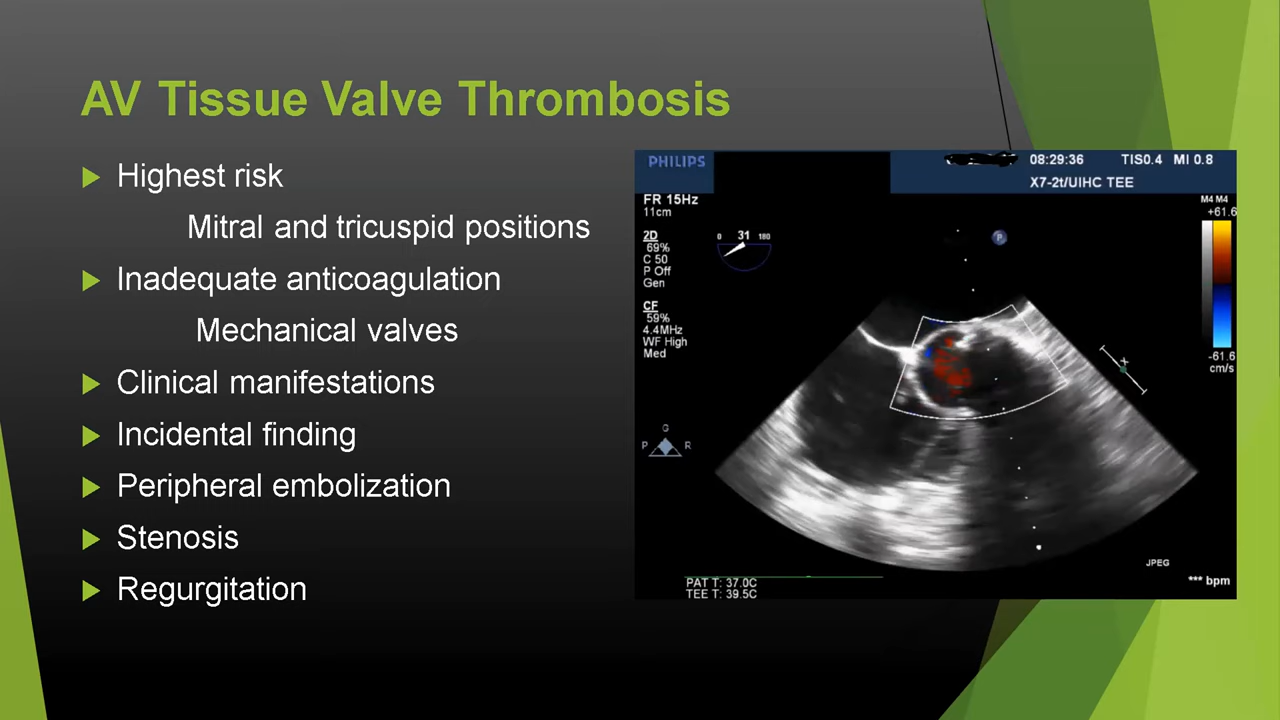 AV Tissue Valve Thrombosis
Highest risk
Mitral and tricuspid positions
Inadequate anticoagulation
Mechanical valves
Clinical manifestations
Incidental finding
Peripheral embolization
Stenosis
Regurgitation
PHILIPS
08:29:36 TIS0.4 MI 0.8
X7-2t/UIHC TEE
FR 15Hz
11cm
M4 M4
+61.6
2D
69%
C 50
P Off
Gen
0 31 180
P
CF
59%
4.4MHz
WF High
Med
-61.6
cm/s
G
P R
JPEG
PAT T: 37.0C
TEE T: 39.5C
*** bpm